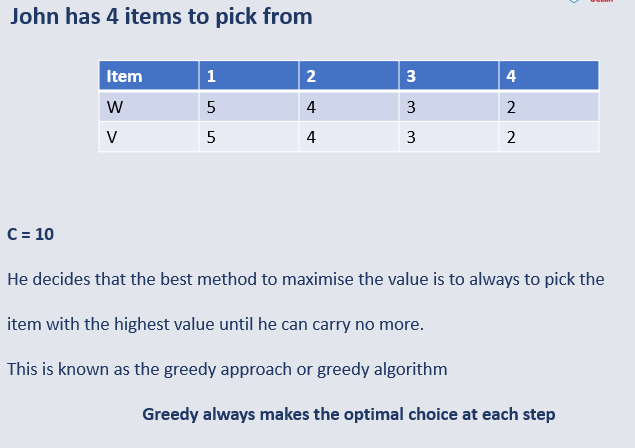 John has 4 items to pick from
Item 1 2 3 4
W 5 4 3 2
V 5 4 3 2
C = 10
He decides that the best method to maximise the value is to always to pick the
item with the highest value until he can carry no more.
This is known as the greedy approach or greedy algorithm
Greedy always makes the optimal choice at each step